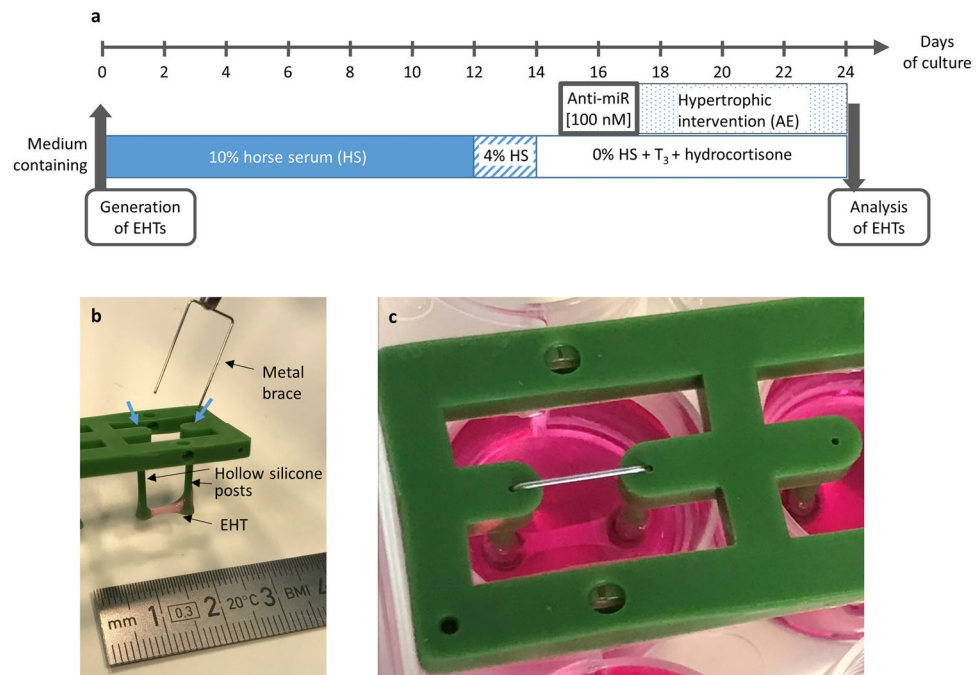 a
Days
of culture
0 2 4 6 8 10 12 14 16 18 20 22 24
Anti-miR
[100 nM]
Hypertrophic
intervention (AE)
Medium
containing
10% horse serum (HS)
4% HS
0% HS + T3 + hydrocortisone
Generation
of EHTs
Analysis
of EHTs
b
Metal
brace
Hollow silicone
posts
EHT
mm 1 0,3 2 20°C 3 BMI 4
c